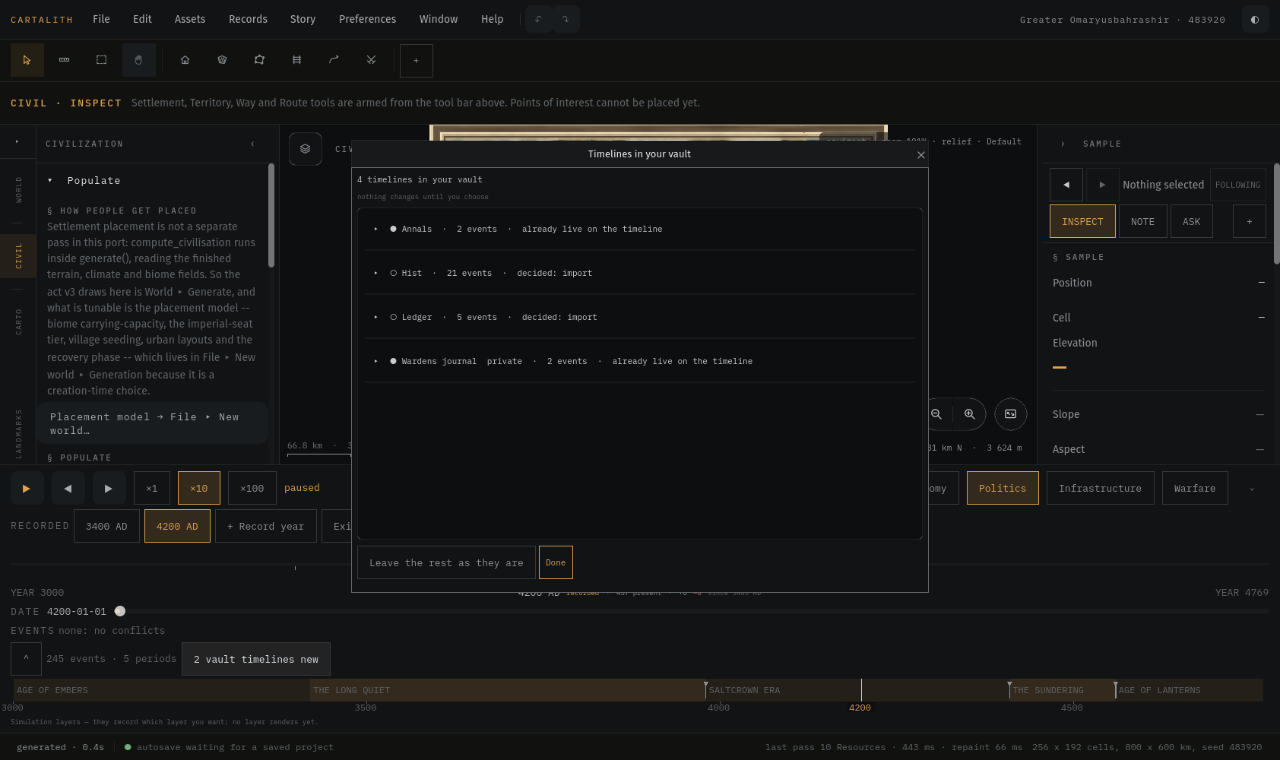 CARTALITH File Edit Assets Records Story Preferences Window Help Greater Omaryusbahrashir · 483920
+
CIVIL · INSPECT Settlement, Territory, Way and Route tools are armed from the tool bar above. Points of interest cannot be placed yet.
WORLD
CIVIL
CARTO
LANDMARKS
CIVILIZATION
Populate
§ HOW PEOPLE GET PLACED
Settlement placement is not a separate
pass in this port: compute_civilisation runs
inside generate(), reading the finished
terrain, climate and biome fields. So the
act v3 draws here is World ▸ Generate, and
what is tunable is the placement model --
biome carrying-capacity, the imperial-seat
tier, village seeding, urban layouts and the
recovery phase -- which lives in File ▸ New
world ▸ Generation because it is a
creation-time choice.
Placement model → File ▸ New
world…
§ POPULATE
· relief · Default
66.8 km ·
31 km N · 3 624 m
Timelines in your vault
4 timelines in your vault
nothing changes until you choose
Annals · 2 events · already live on the timeline
Hist · 21 events · decided: import
Ledger · 5 events · decided: import
Wardens journal private · 2 events · already live on the timeline
Leave the rest as they are Done
SAMPLE
Nothing selected FOLLOWING
INSPECT NOTE ASK +
§ SAMPLE
Position —
Cell —
Elevation
Slope —
Aspect —
×1 ×10 ×100 paused Politics Infrastructure Warfare
RECORDED 3400 AD 4200 AD + Record year
YEAR 3000 YEAR 4769
DATE 4200-01-01
EVENTS none: no conflicts
^ 245 events · 5 periods 2 vault timelines new
AGE OF EMBERS THE LONG QUIET SALTCROWN ERA THE SUNDERING AGE OF LANTERNS
3000 3500 4000 4200 4500
Simulation layers — they record which layer you want; no layer renders yet.
generated · 0.4s autosave waiting for a saved project last pass 10 Resources · 443 ms · repaint 66 ms 256 x 192 cells, 800 x 600 km, seed 483920